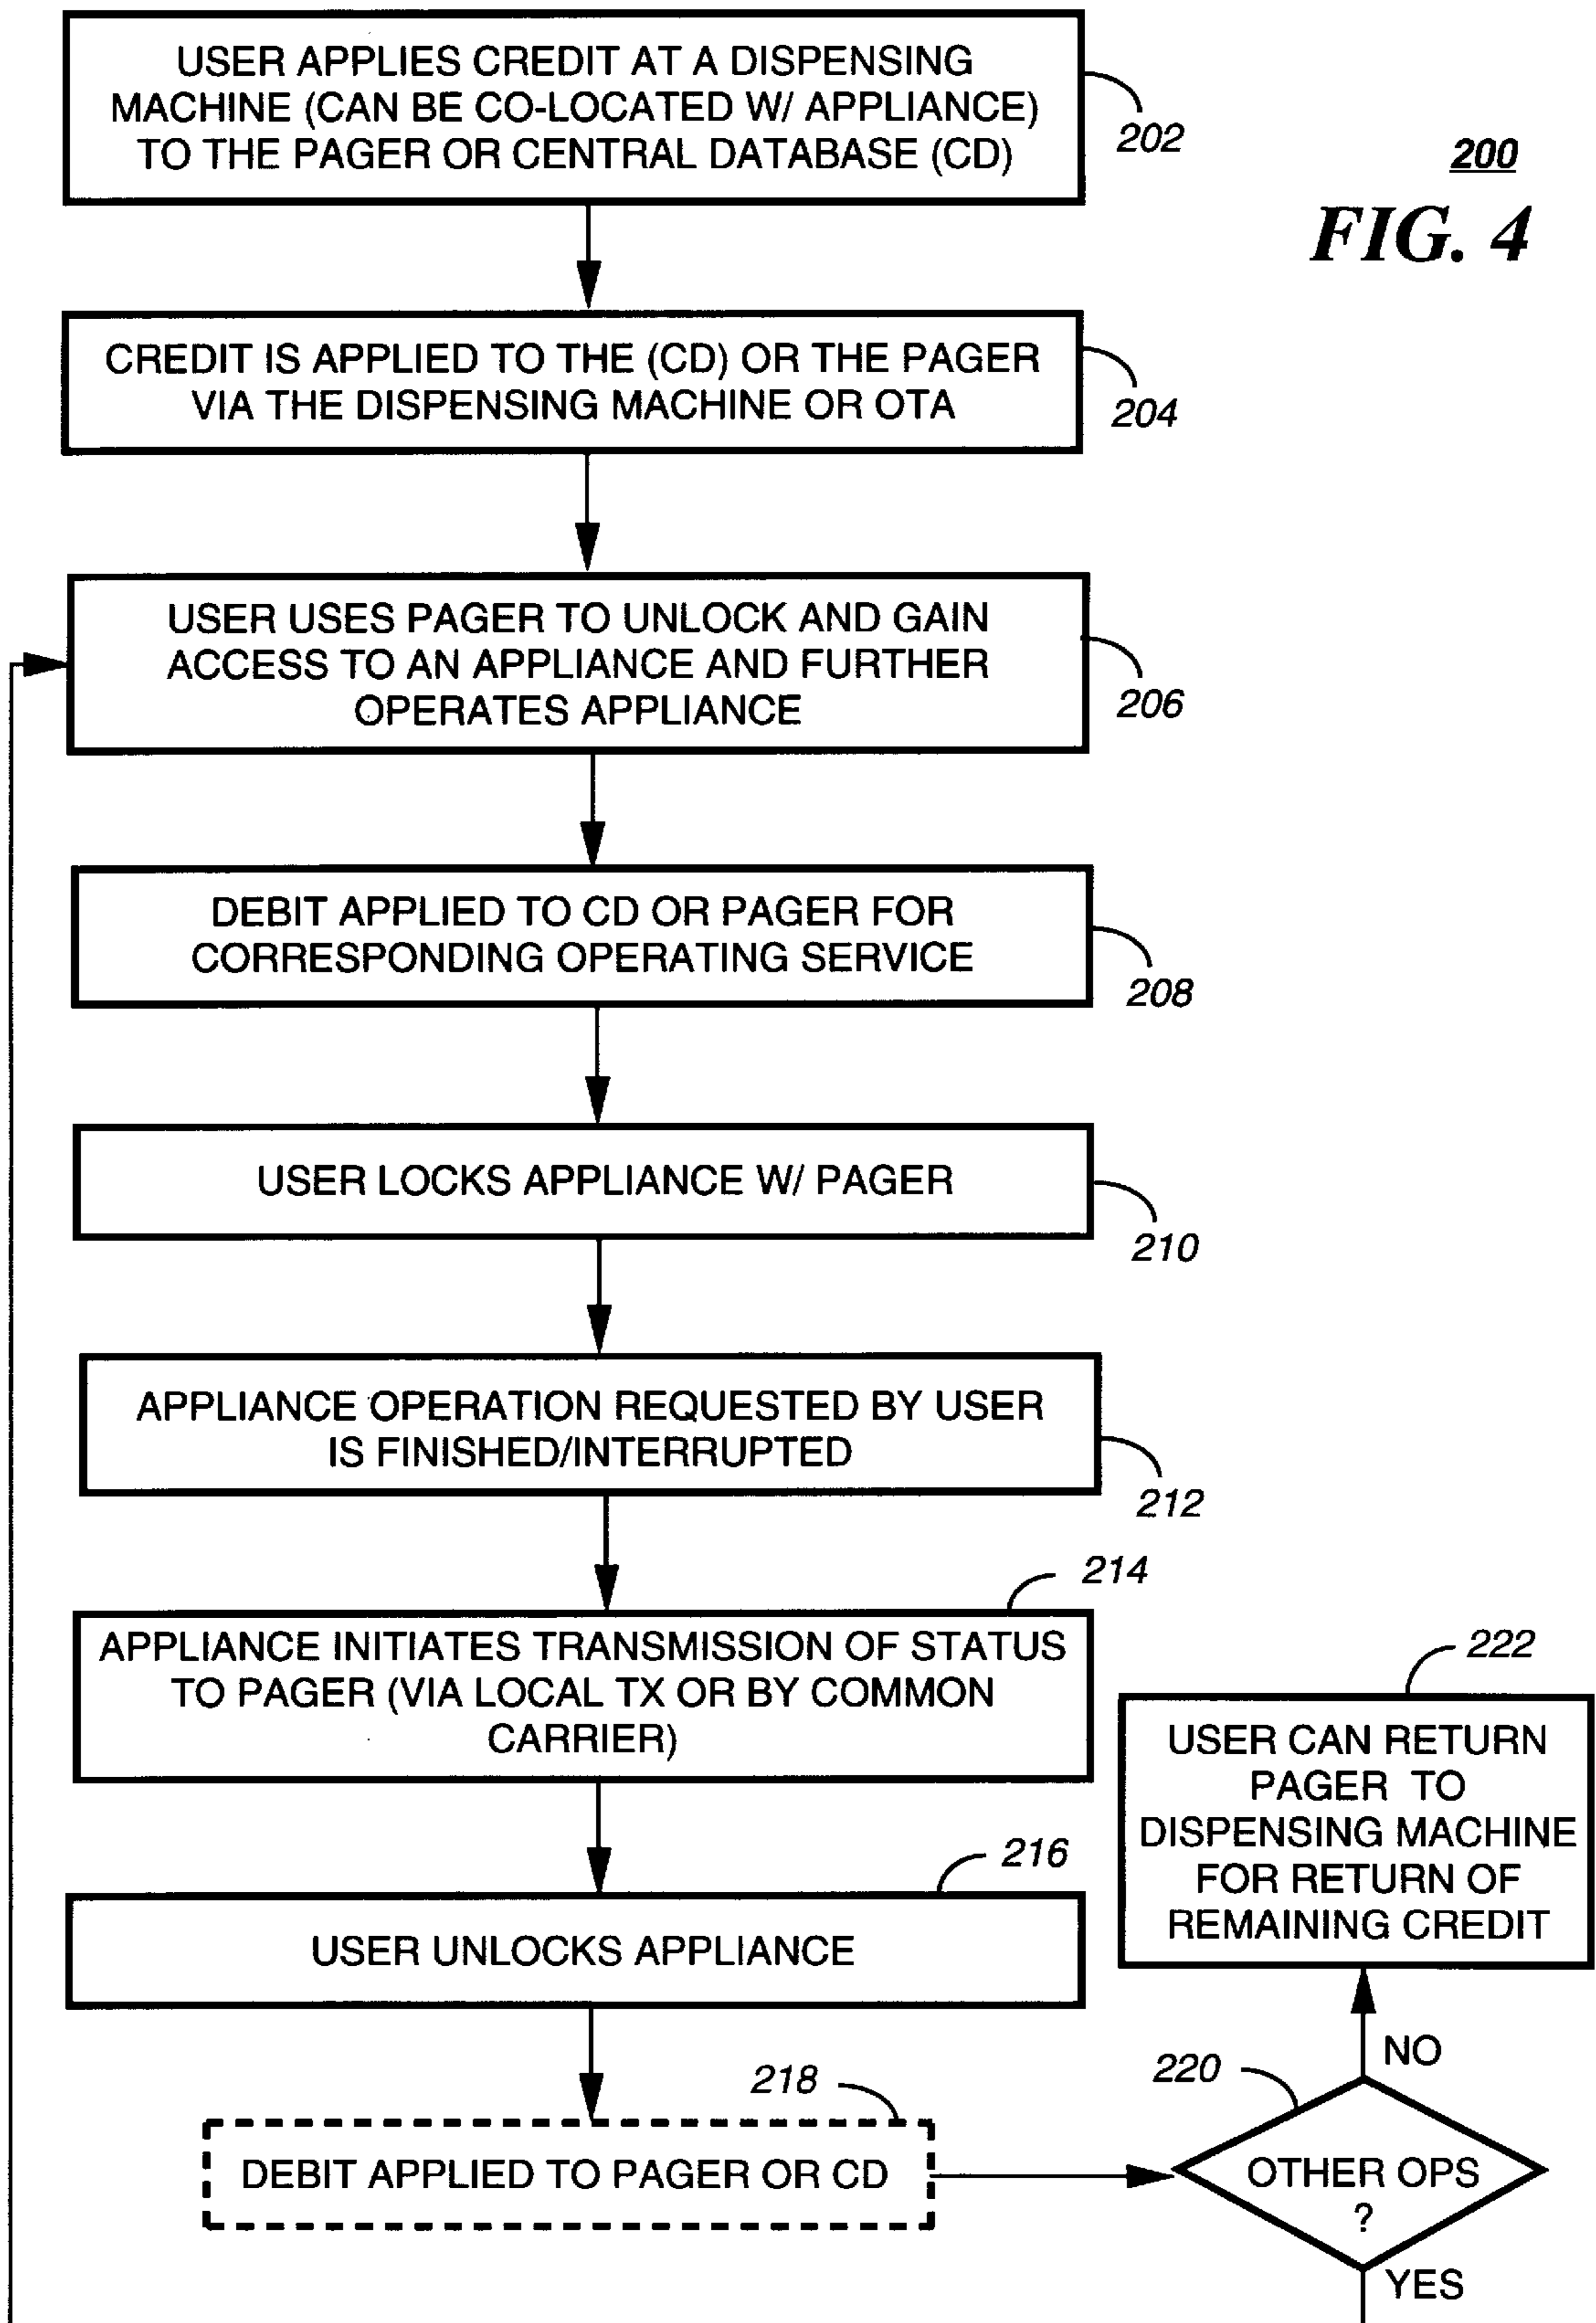 USER APPLIES CREDIT AT A DISPENSING
MACHINE (CAN BE CO-LOCATED W/ APPLIANCE)
TO THE PAGER OR CENTRAL DATABASE (CD)
202
200
FIG. 4
CREDIT IS APPLIED TO THE (CD) OR THE PAGER
VIA THE DISPENSING MACHINE OR OTA
204
USER USES PAGER TO UNLOCK AND GAIN
ACCESS TO AN APPLIANCE AND FURTHER
OPERATES APPLIANCE
206
DEBIT APPLIED TO CD OR PAGER FOR
CORRESPONDING OPERATING SERVICE
208
USER LOCKS APPLIANCE W/ PAGER
210
APPLIANCE OPERATION REQUESTED BY USER
IS FINISHED/INTERRUPTED
212
214
APPLIANCE INITIATES TRANSMISSION OF STATUS
TO PAGER (VIA LOCAL TX OR BY COMMON
CARRIER)
216
USER UNLOCKS APPLIANCE
218
DEBIT APPLIED TO PAGER OR CD
220
OTHER OPS
?
YES
NO
222
USER CAN RETURN
PAGER TO
DISPENSING MACHINE
FOR RETURN OF
REMAINING CREDIT